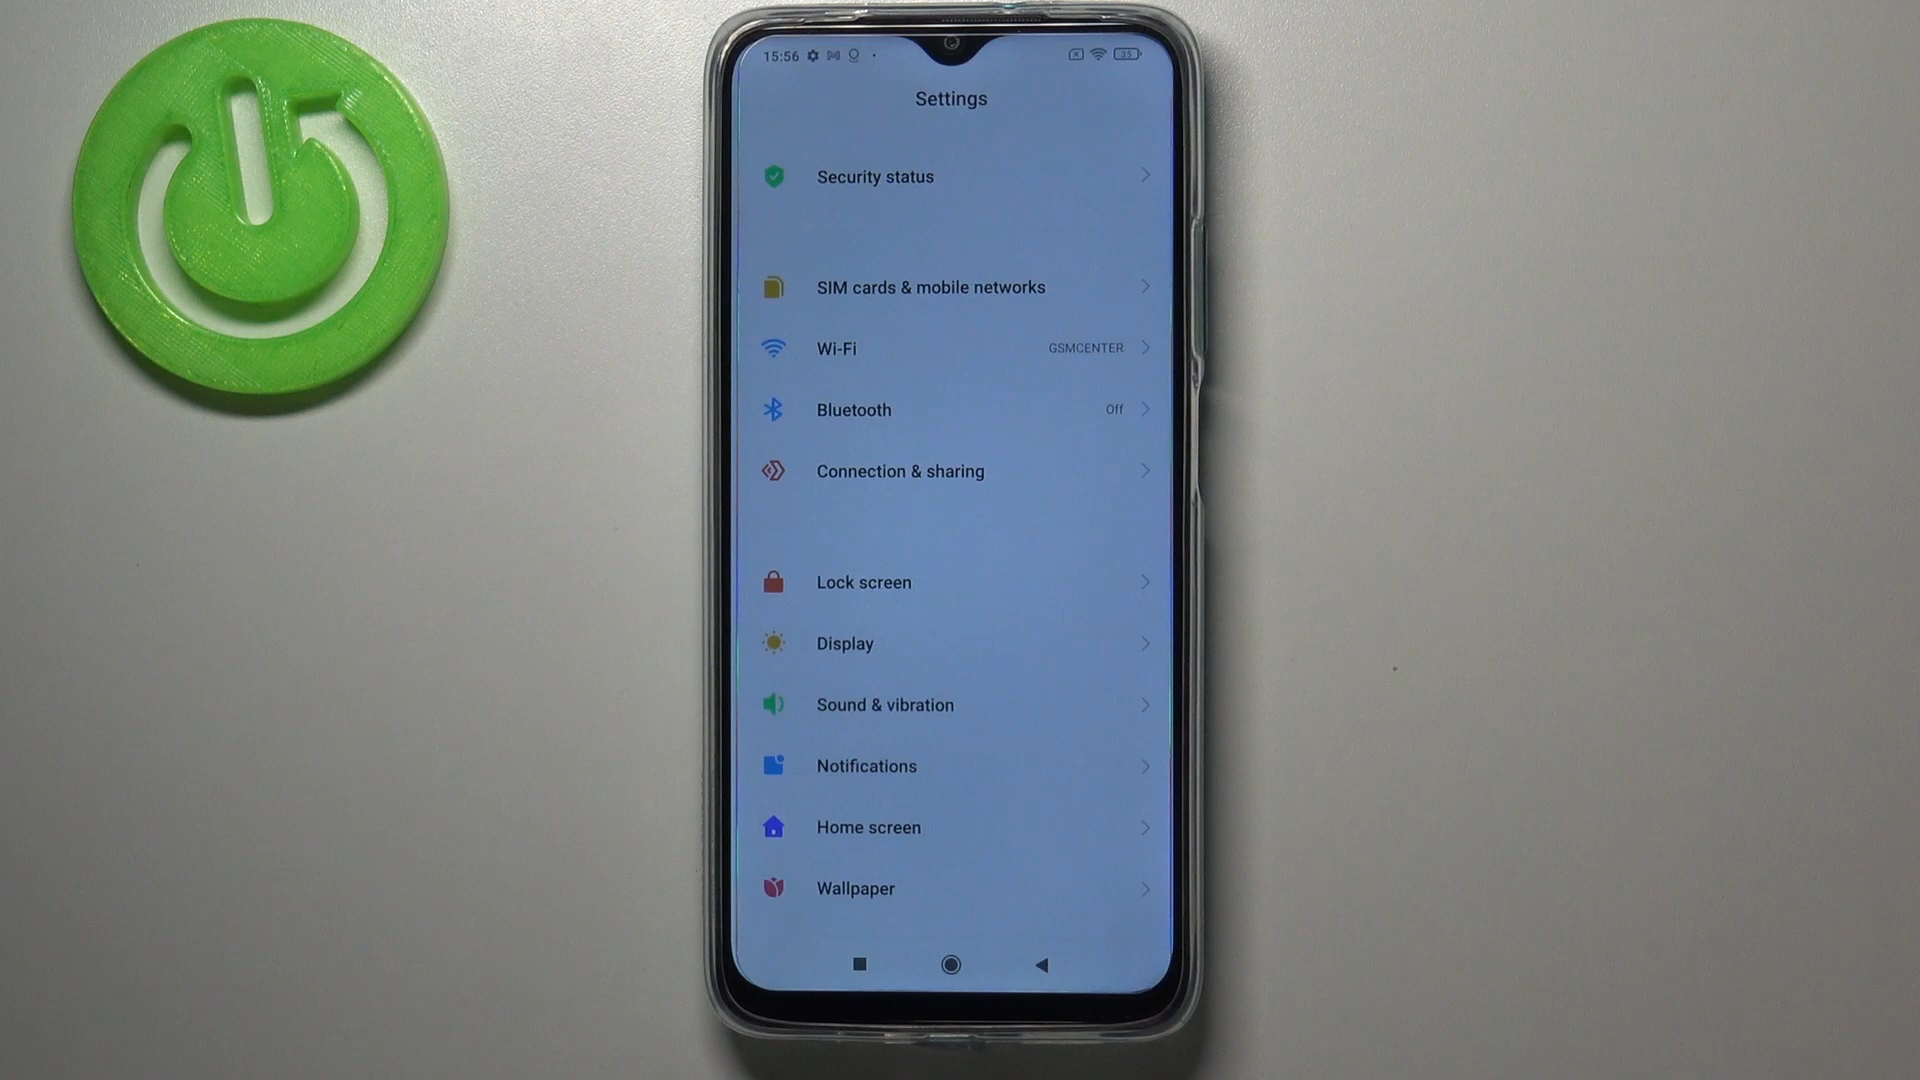 15:56
35
Settings
Security status
SIM cards & mobile networks
Wi-Fi GSMCENTER
Bluetooth Off
Connection & sharing
Lock screen
Display
Sound & vibration
Notifications
Home screen
Wallpaper